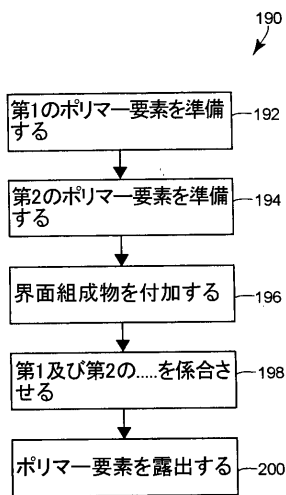 190
第1のポリマー要素を準備
する
192
第2のポリマー要素を準備
する
194
界面組成物を付加する
196
第1及び第2の.....を係合さ
せる
198
ポリマー要素を露出する
200